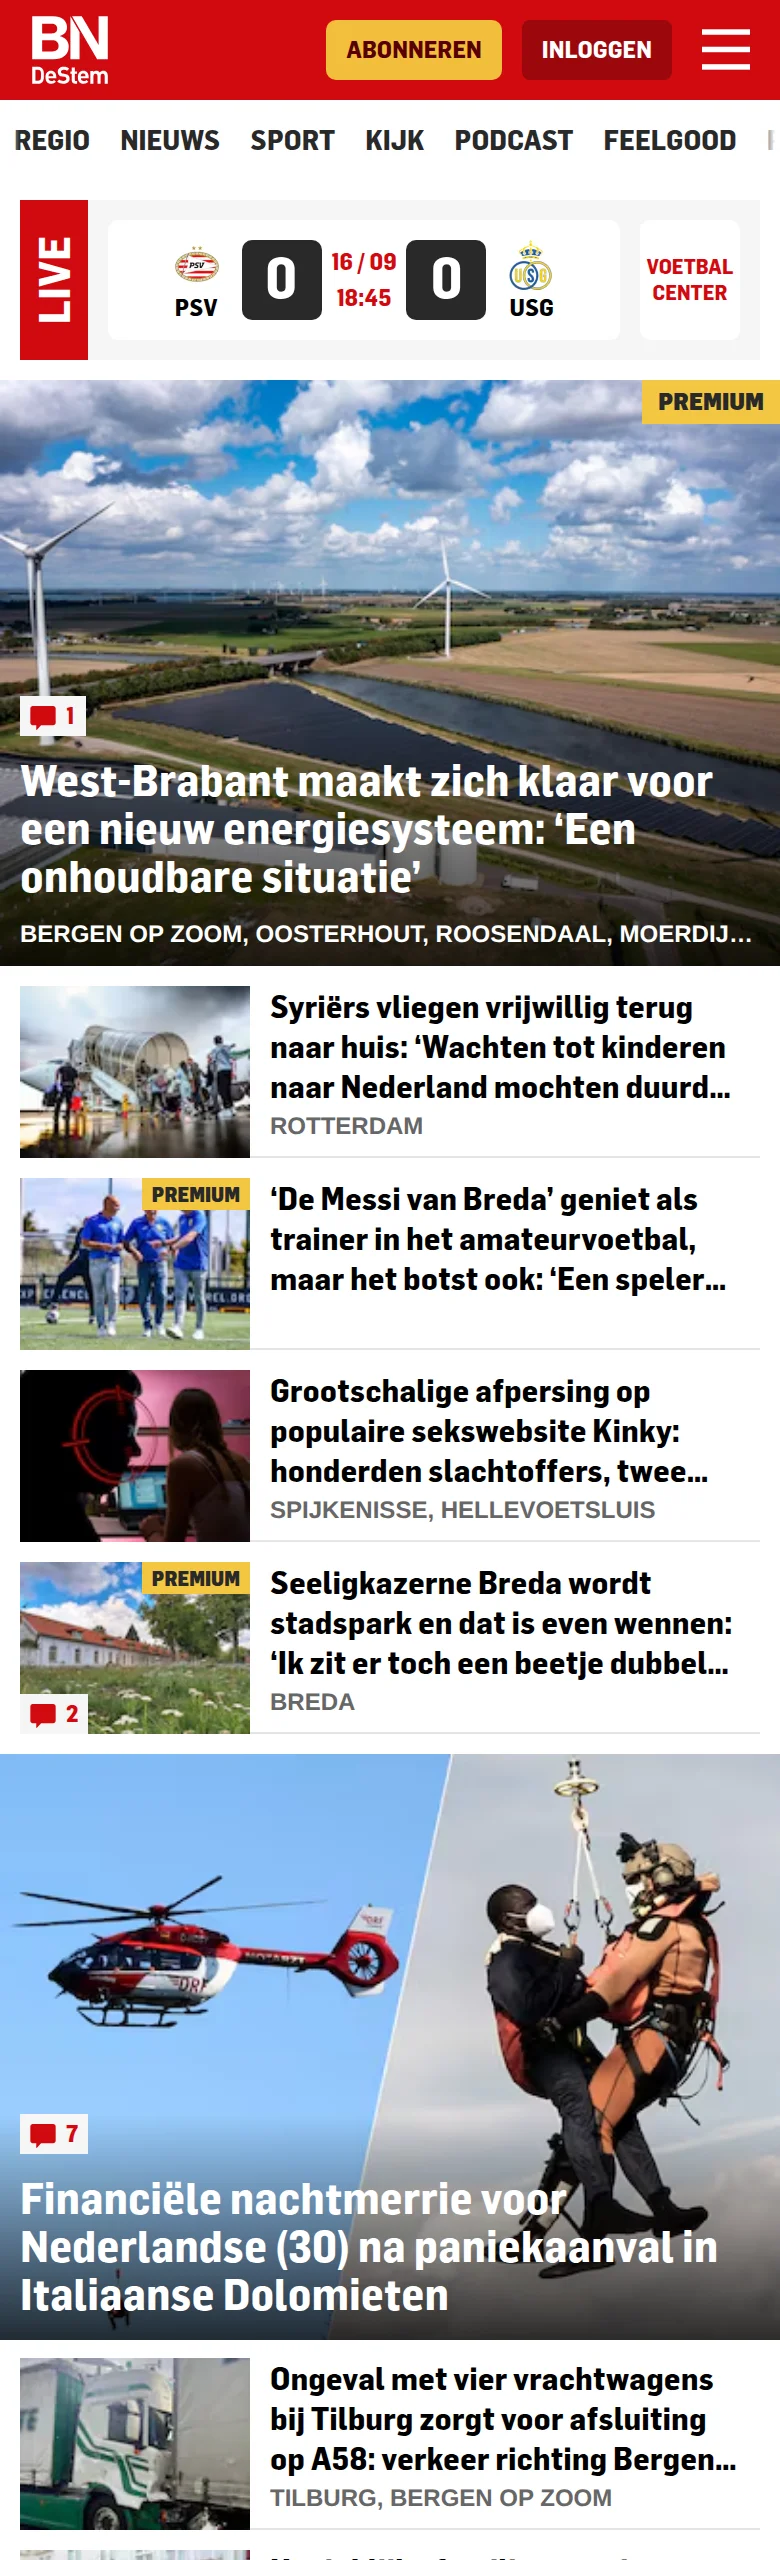 BN
DeStem
ABONNEREN
INLOGGEN
REGIO NIEUWS SPORT KIJK PODCAST FEELGOOD
LIVE
PSV
0
16 / 09
18:45
0
USG
VOETBAL
CENTER
PREMIUM
1
West-Brabant maakt zich klaar voor
een nieuw energiesysteem: ‘Een
onhoudbare situatie’
BERGEN OP ZOOM, OOSTERHOUT, ROOSENDAAL, MOERDIJ...
Syriërs vliegen vrijwillig terug
naar huis: ‘Wachten tot kinderen
naar Nederland mochten duurd...
ROTTERDAM
PREMIUM
‘De Messi van Breda’ geniet als
trainer in het amateurvoetbal,
maar het botst ook: ‘Een speler...
Grootschalige afpersing op
populaire sekswebsite Kinky:
honderden slachtoffers, twee...
SPIJKENISSE, HELLEVOETSLUIS
PREMIUM
2
Seeligkazerne Breda wordt
stadspark en dat is even wennen:
‘Ik zit er toch een beetje dubbel...
BREDA
NOTARZT
DRF
7
Financiële nachtmerrie voor
Nederlandse (30) na paniekaanval in
Italiaanse Dolomieten
Ongeval met vier vrachtwagens
bij Tilburg zorgt voor afsluiting
op A58: verkeer richting Bergen...
TILBURG, BERGEN OP ZOOM